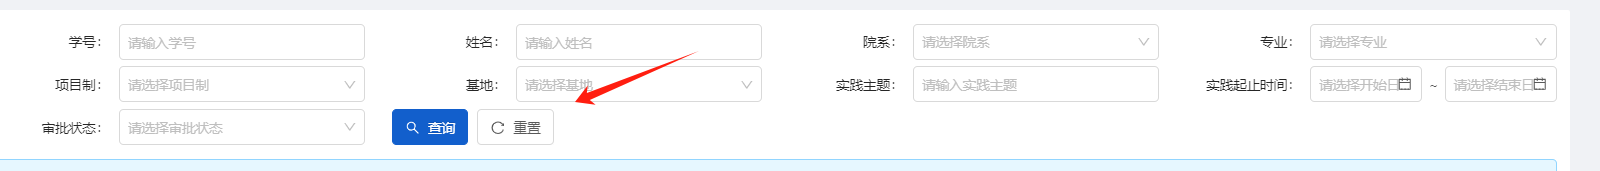 学号： 请输入学号 姓名： 请输入姓名 院系： 请选择院系 专业： 请选择专业
项目制： 请选择项目制 基地： 请选择基地 实践主题： 请输入实践主题 实践起止时间： 请选择开始日 ~ 请选择结束日
审批状态： 请选择审批状态 查询 重置